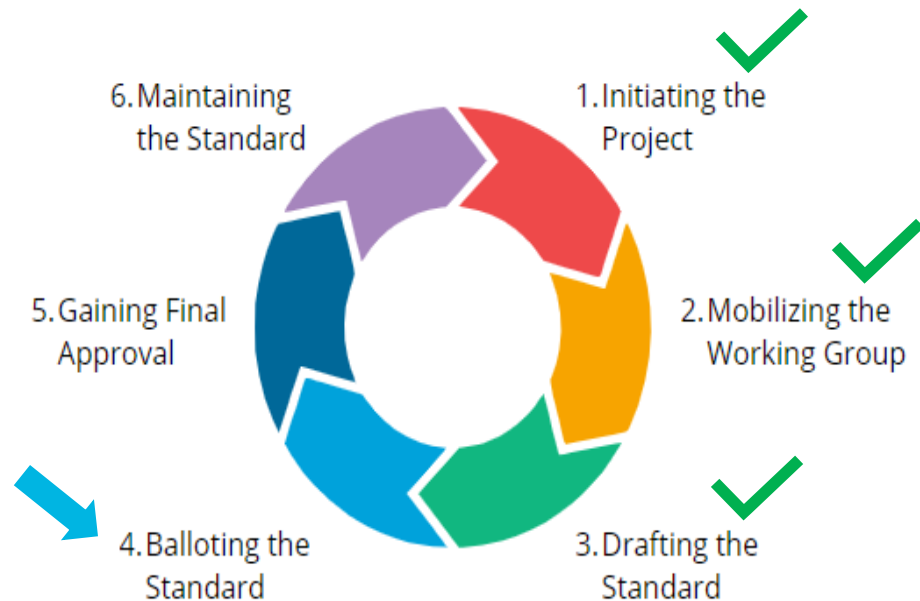 1.Initiating the
Project
2.Mobilizing the
Working Group
3.Drafting the
Standard
4.Balloting the
Standard
5.Gaining Final
Approval
6.Maintaining
the Standard